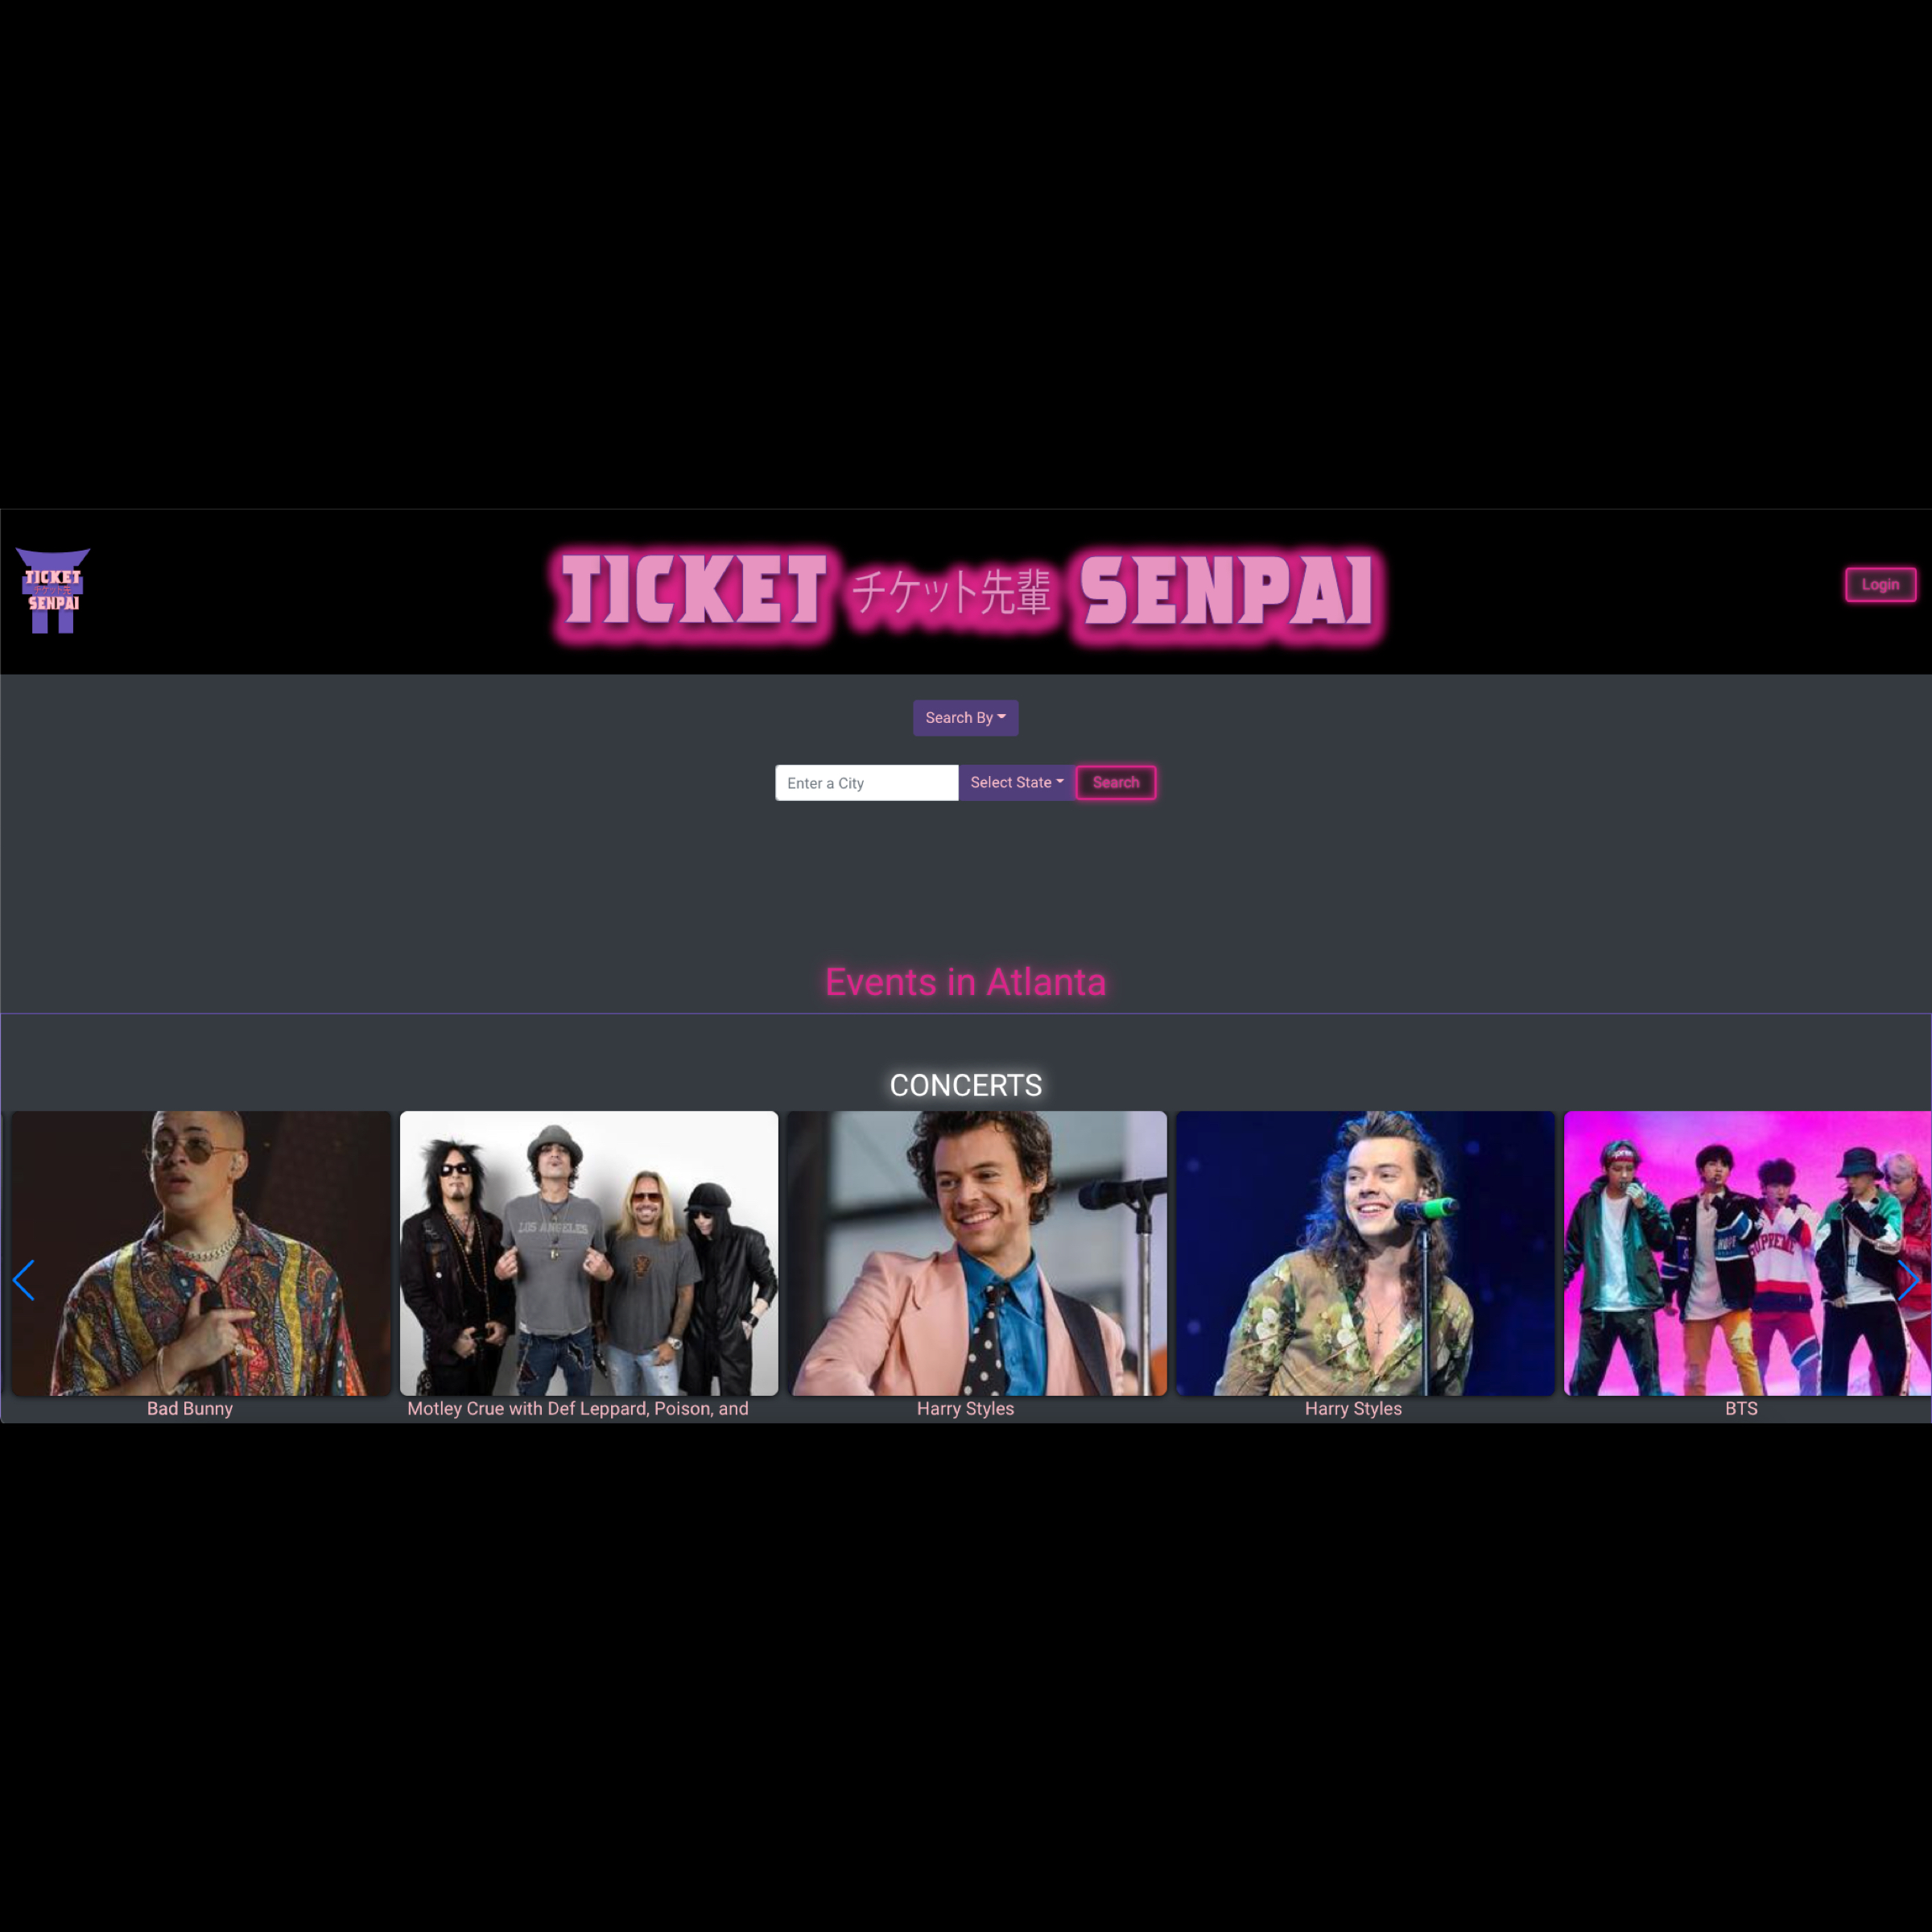 TICKET
チケット先輩
SENPAI
TICKET チケット先輩 SENPAI
Login
Search By
Enter a City
Select State
Search
Events in Atlanta
CONCERTS
LOS ANGELES
SUPREME
Bad Bunny
Motley Crue with Def Leppard, Poison, and
Harry Styles
Harry Styles
BTS